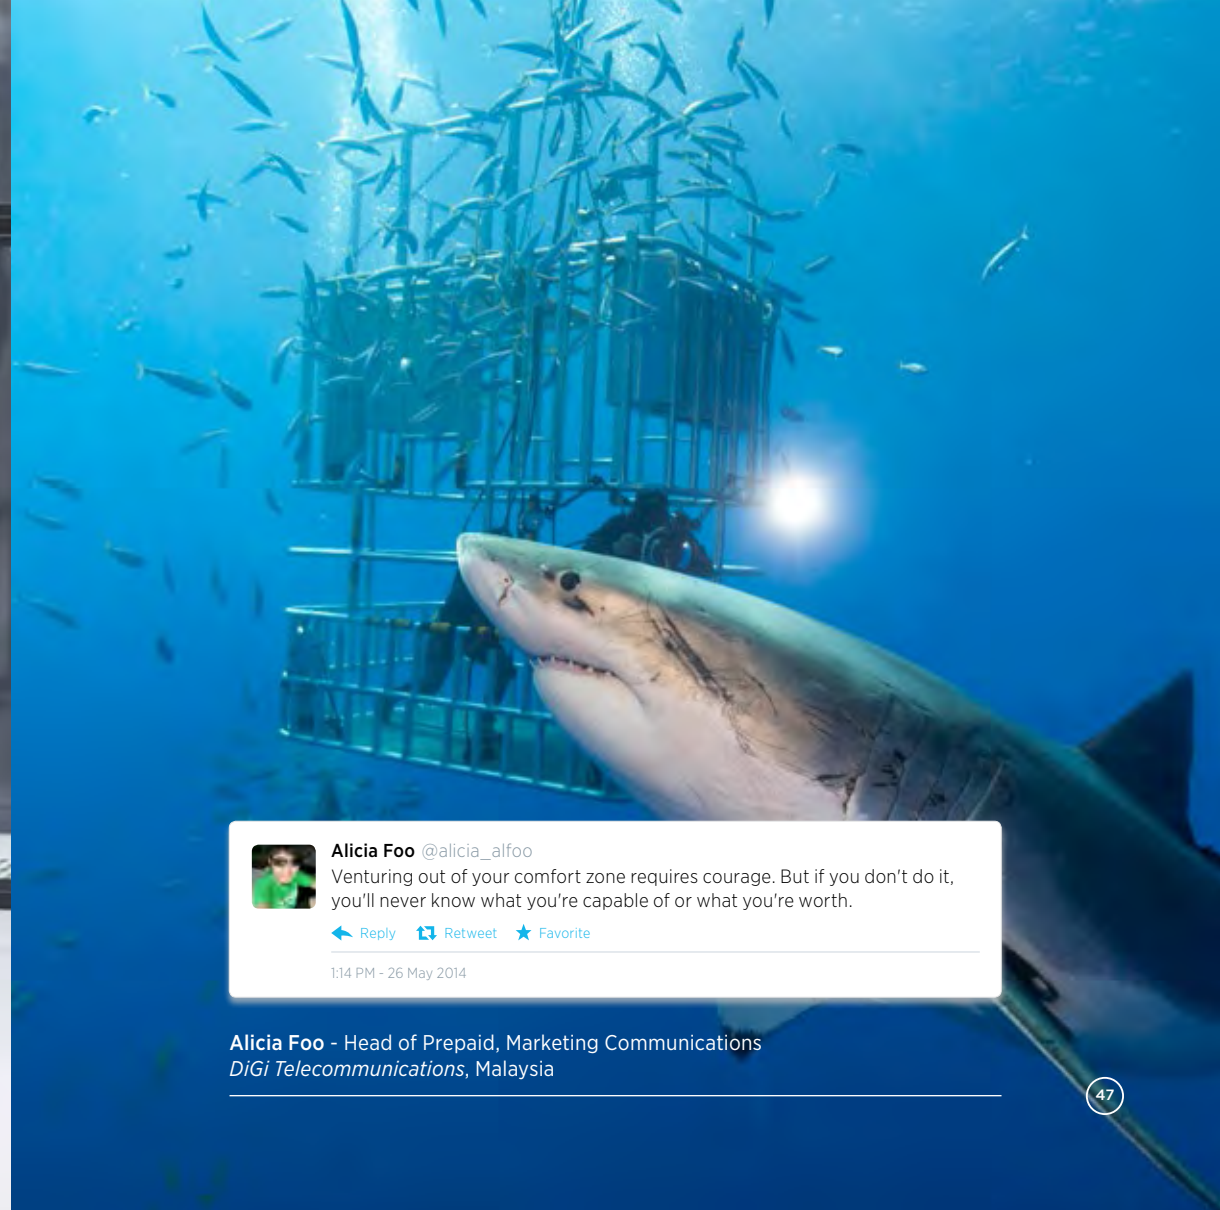 Alicia Foo @alicia_alfoo
Venturing out of your comfort zone requires courage. But if you don't do it,
you'll never know what you're capable of or what you're worth.
Reply Retweet Favorite
1:14 PM - 26 May 2014
Alicia Foo - Head of Prepaid, Marketing Communications
DiGi Telecommunications, Malaysia
47